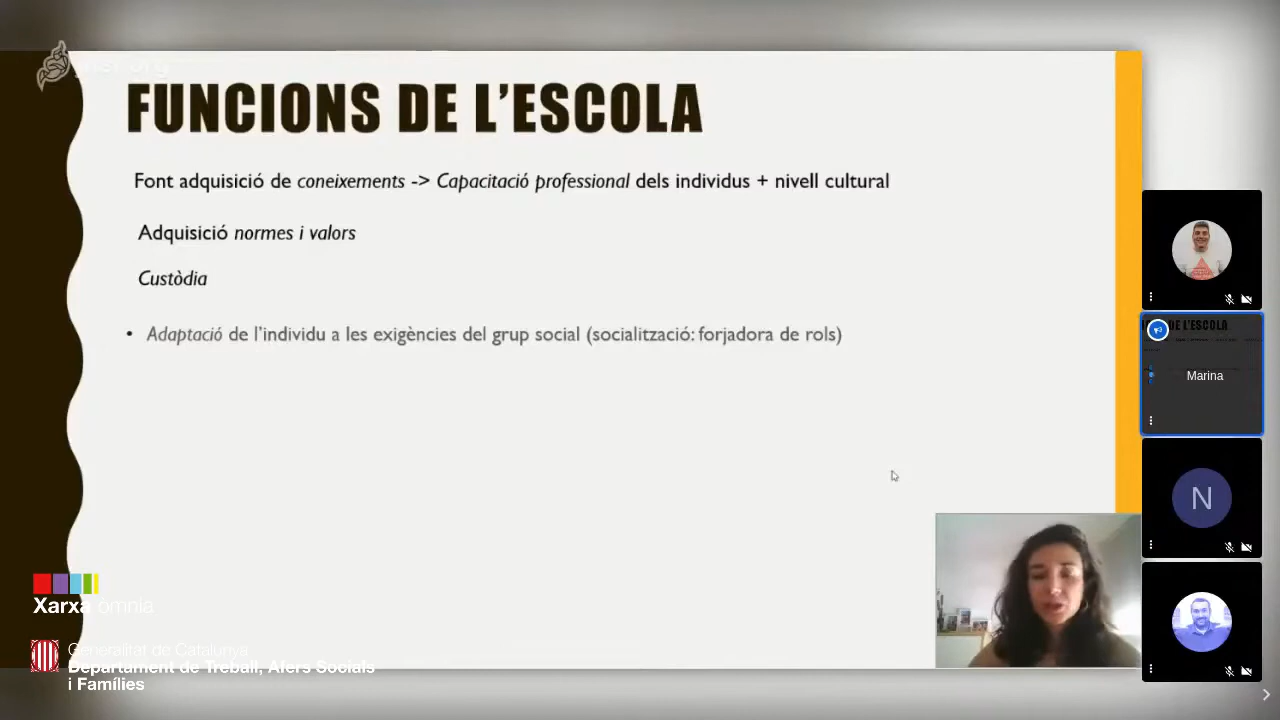 FUNCIONS DE L'ESCOLA
Font adquisició de coneixements -> Capacitació professional dels individus + nivell cultural
Adquisició normes i valors
Custòdia
• Adaptació de l'individu a les exigències del grup social (socialització: forjadora de rols)
Marina
N
Xarxa omnia
Generalitat de Catalunya
Departament de Treball, Afers Socials
i Famílies